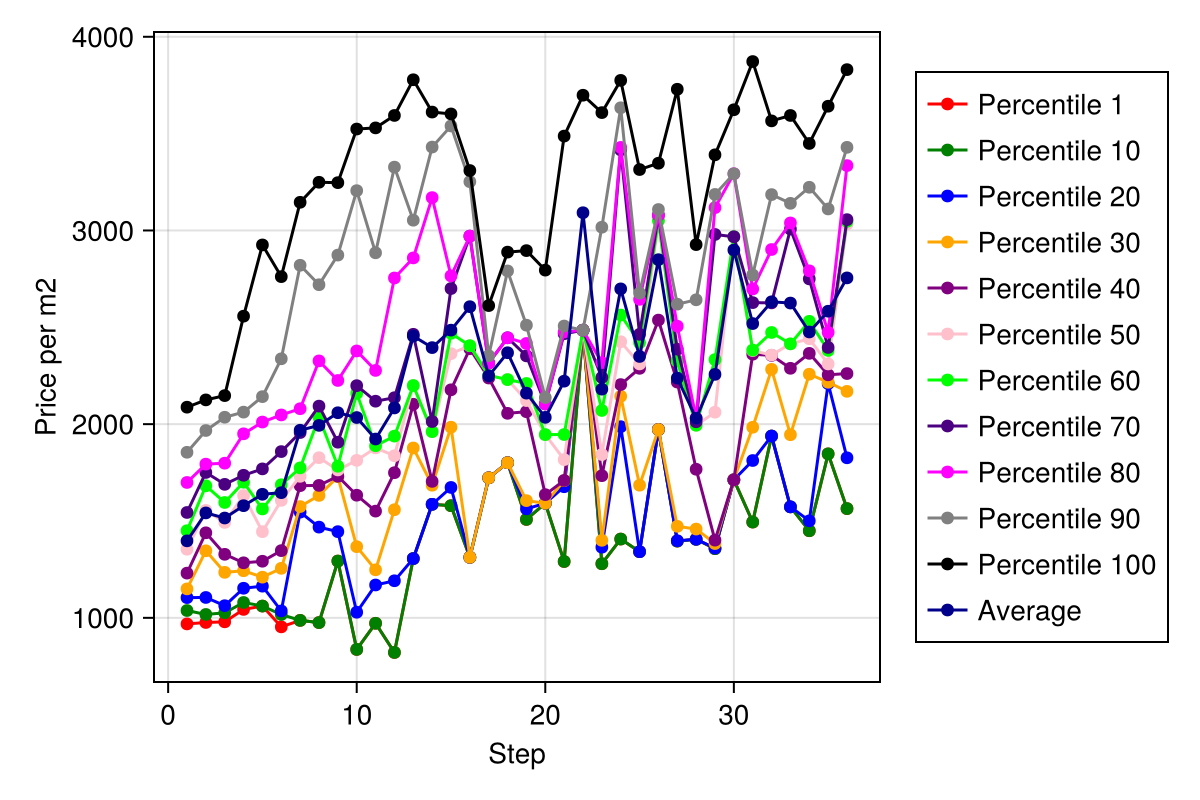 4000
3000
2000
1000
Price per m2
0 10 20 30
Step
Percentile 1
Percentile 10
Percentile 20
Percentile 30
Percentile 40
Percentile 50
Percentile 60
Percentile 70
Percentile 80
Percentile 90
Percentile 100
Average